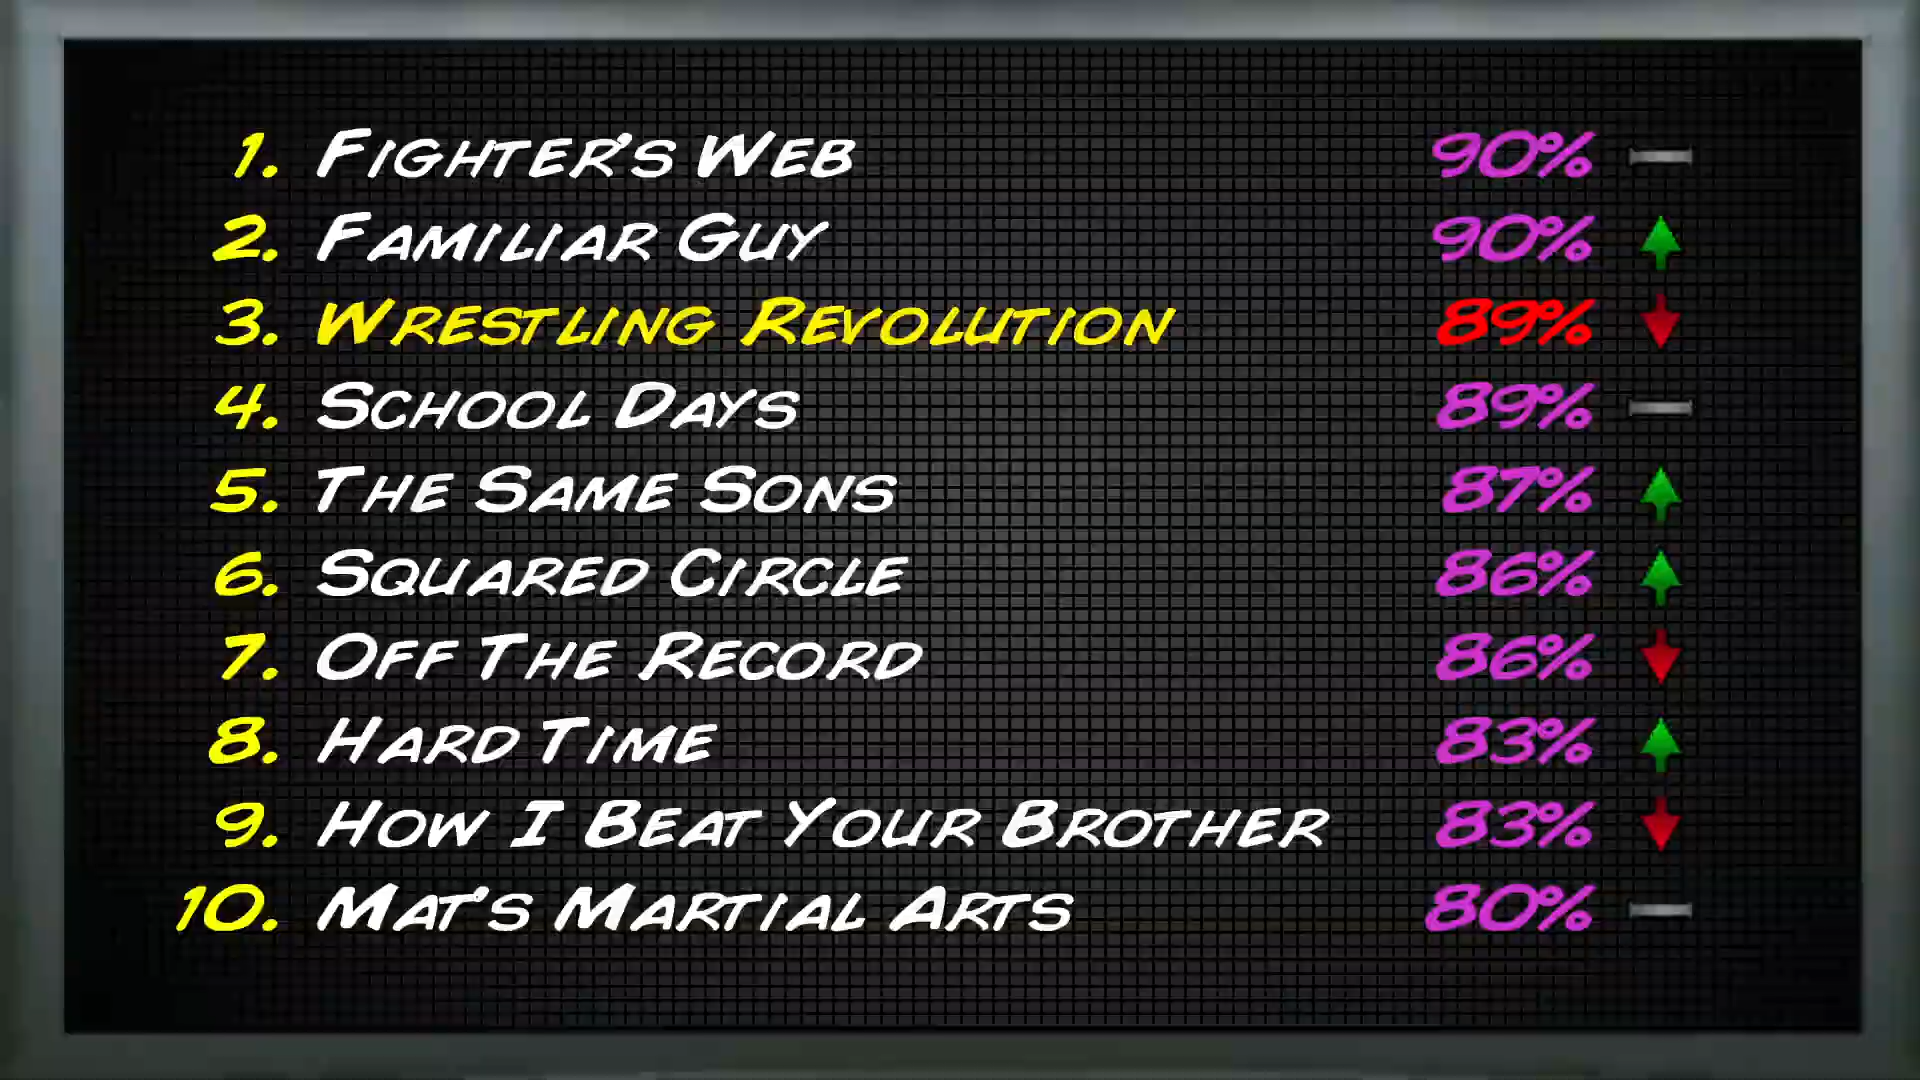 1. Fighter's Web 90%
2. Familiar Guy 90%
3. Wrestling Revolution 89%
4. School Days 89%
5. The Same Sons 87%
6. Squared Circle 86%
7. Off The Record 86%
8. Hard Time 83%
9. How I Beat Your Brother 83%
10. Mat's Martial Arts 80%